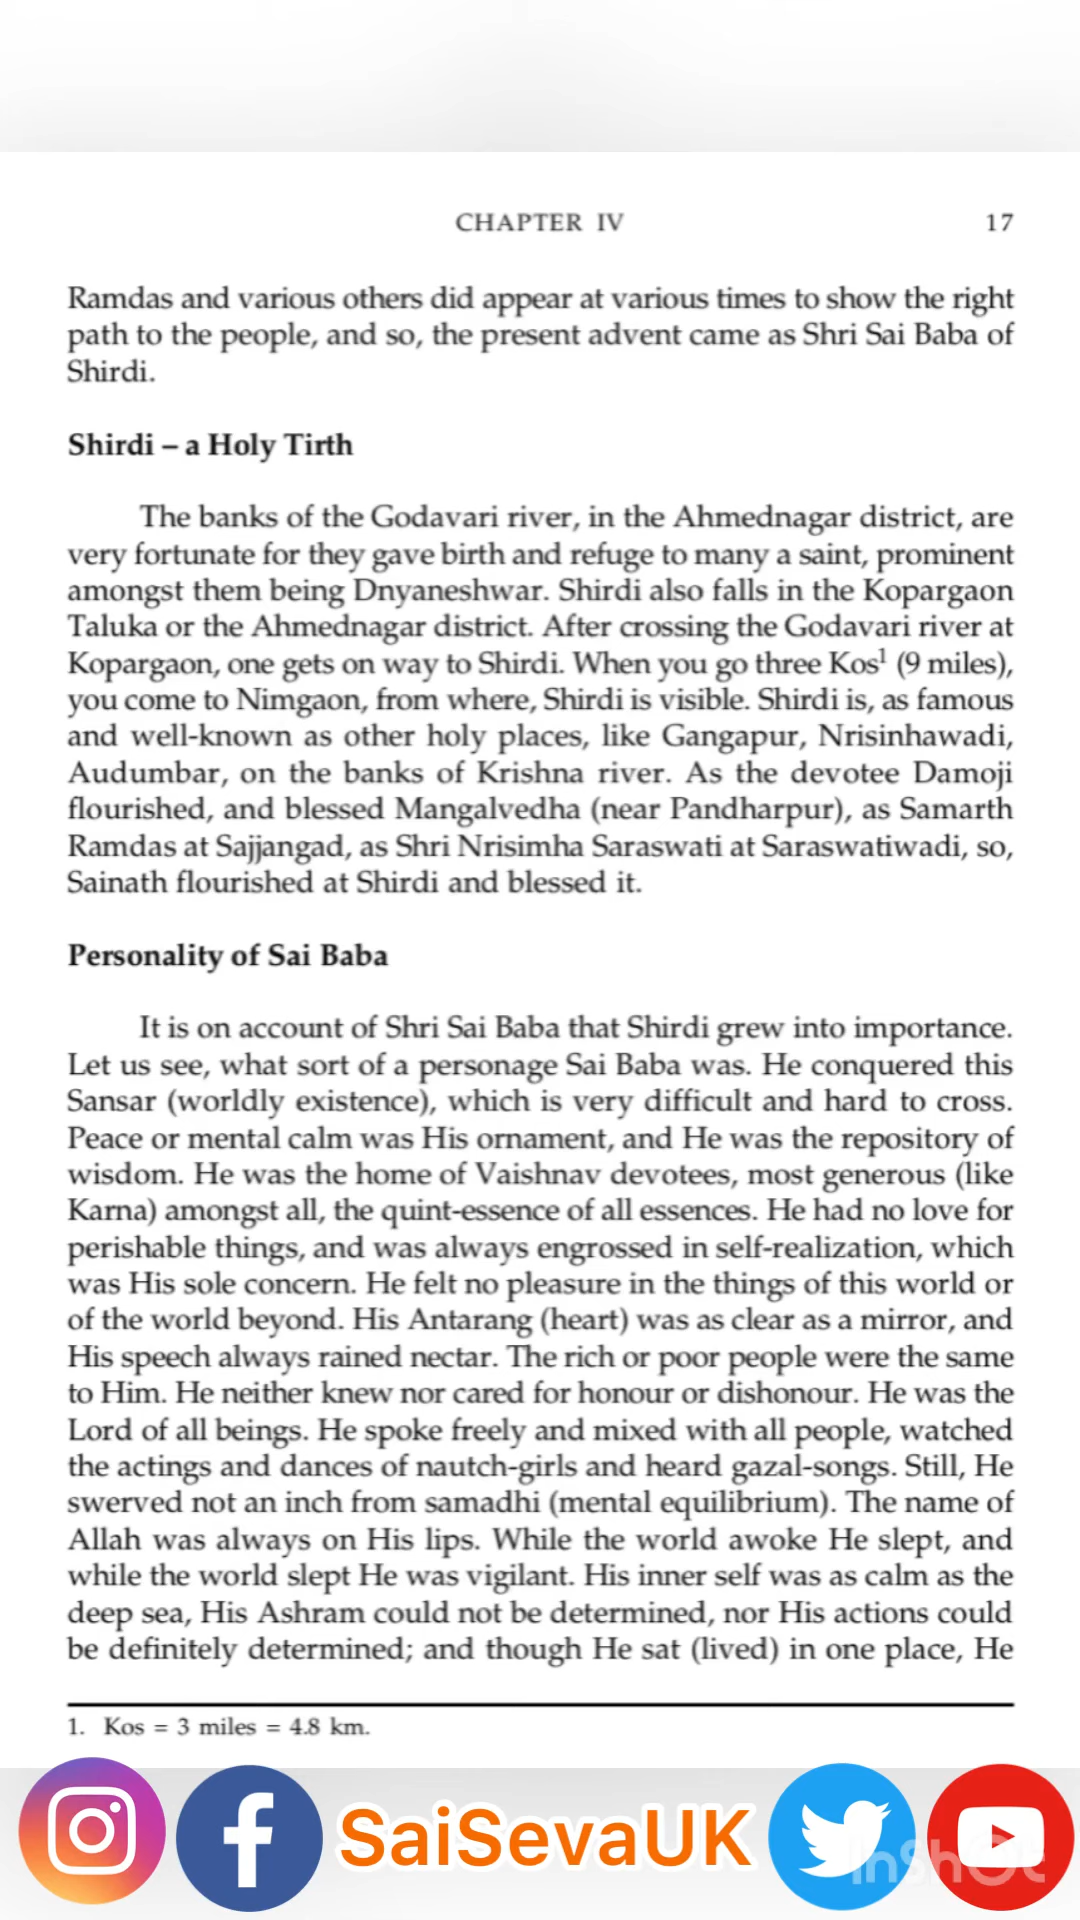 CHAPTER IV 17
Ramdas and various others did appear at various times to show the right
path to the people, and so, the present advent came as Shri Sai Baba of
Shirdi.
Shirdi – a Holy Tirth
The banks of the Godavari river, in the Ahmednagar district, are
very fortunate for they gave birth and refuge to many a saint, prominent
amongst them being Dnyaneshwar. Shirdi also falls in the Kopargaon
Taluka or the Ahmednagar district. After crossing the Godavari river at
Kopargaon, one gets on way to Shirdi. When you go three Kos¹ (9 miles),
you come to Nimgaon, from where, Shirdi is visible. Shirdi is, as famous
and well-known as other holy places, like Gangapur, Nrisinhawadi,
Audumbar, on the banks of Krishna river. As the devotee Damoji
flourished, and blessed Mangalvedha (near Pandharpur), as Samarth
Ramdas at Sajjangad, as Shri Nrisimha Saraswati at Saraswatiwadi, so,
Sainath flourished at Shirdi and blessed it.
Personality of Sai Baba
It is on account of Shri Sai Baba that Shirdi grew into importance.
Let us see, what sort of a personage Sai Baba was. He conquered this
Sansar (worldly existence), which is very difficult and hard to cross.
Peace or mental calm was His ornament, and He was the repository of
wisdom. He was the home of Vaishnav devotees, most generous (like
Karna) amongst all, the quint-essence of all essences. He had no love for
perishable things, and was always engrossed in self-realization, which
was His sole concern. He felt no pleasure in the things of this world or
of the world beyond. His Antarang (heart) was as clear as a mirror, and
His speech always rained nectar. The rich or poor people were the same
to Him. He neither knew nor cared for honour or dishonour. He was the
Lord of all beings. He spoke freely and mixed with all people, watched
the actings and dances of nautch-girls and heard gazal-songs. Still, He
swerved not an inch from samadhi (mental equilibrium). The name of
Allah was always on His lips. While the world awoke He slept, and
while the world slept He was vigilant. His inner self was as calm as the
deep sea, His Ashram could not be determined, nor His actions could
be definitely determined; and though He sat (lived) in one place, He
1. Kos = 3 miles = 4.8 km.
SaiSevaUK
InShOt